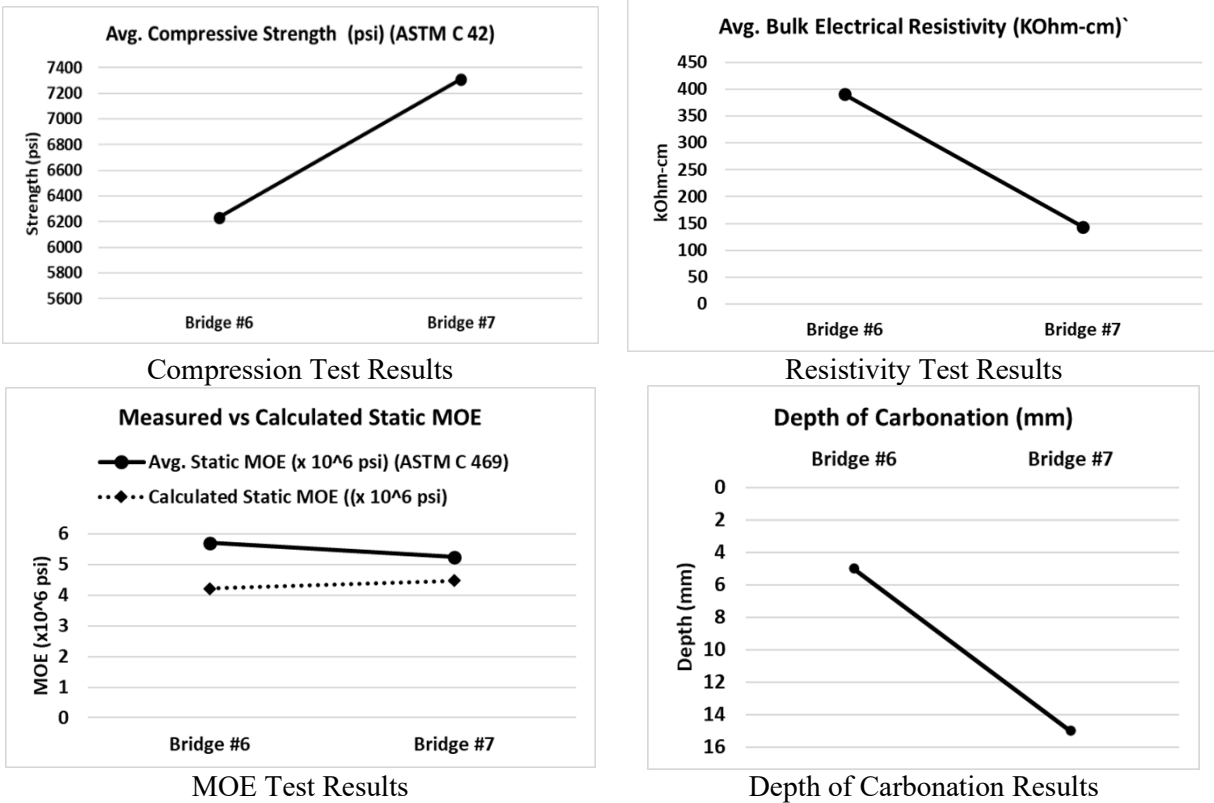 Avg. Compressive Strength (psi) (ASTM C 42)
Strength (psi)
7400
7200
7000
6800
6600
6400
6200
6000
5800
5600
Bridge #6 Bridge #7
Compression Test Results
Avg. Bulk Electrical Resistivity (KOhm-cm)`
kOhm-cm
450
400
350
300
250
200
150
100
50
0
Bridge #6 Bridge #7
Resistivity Test Results
Measured vs Calculated Static MOE
Avg. Static MOE (x 10^6 psi) (ASTM C 469)
Calculated Static MOE ((x 10^6 psi)
MOE (x10^6 psi)
6
5
4
3
2
1
0
Bridge #6 Bridge #7
MOE Test Results
Depth of Carbonation (mm)
Bridge #6 Bridge #7
Depth (mm)
0
2
4
6
8
10
12
14
16
Depth of Carbonation Results